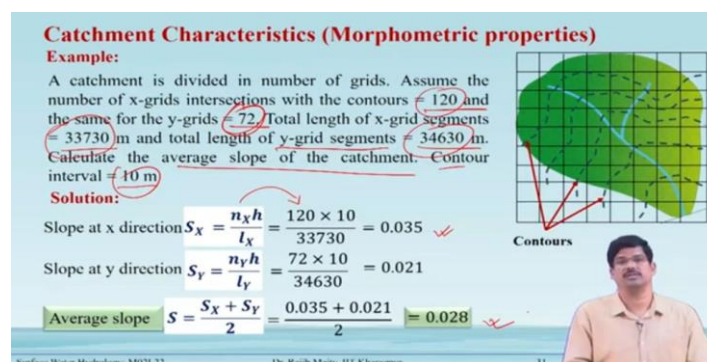 Catchment Characteristics (Morphometric properties)
Example:
A catchment is divided in number of grids. Assume the
number of x-grids intersections with the contours = 120 and
the same for the y-grids = 72. Total length of x-grid segments
= 33730 m and total length of y-grid segments = 34630 m.
Calculate the average slope of the catchment. Contour
interval = 10 m
Solution:
Slope at x direction S_X = n_X h / l_X = 120 × 10 / 33730 = 0.035
Slope at y direction S_Y = n_Y h / l_Y = 72 × 10 / 34630 = 0.021
Average slope S = S_X + S_Y / 2 = 0.035 + 0.021 / 2 = 0.028
Contours